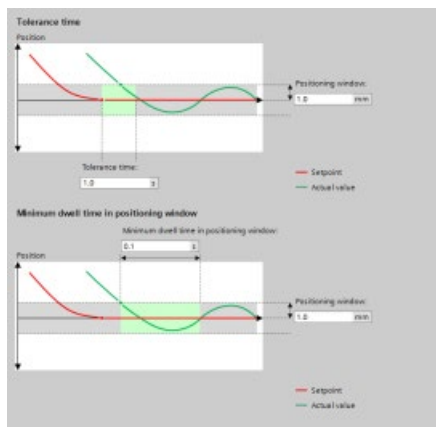 Tolerance time
Position
Positioning window:
1.0 mm
Tolerance time:
1.0 s
Setpoint
Actual value
Minimum dwell time in positioning window
Minimum dwell time in positioning window:
0.1 s
Position
Positioning window:
1.0 mm
Setpoint
Actual value